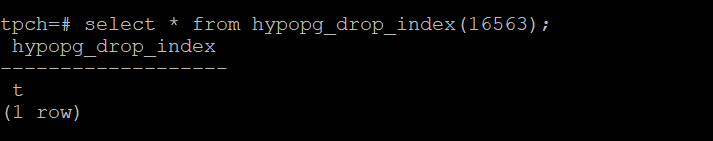 tpch=# select * from hypopg_drop_index(16563);
 hypopg_drop_index
-------------------
 t
(1 row)